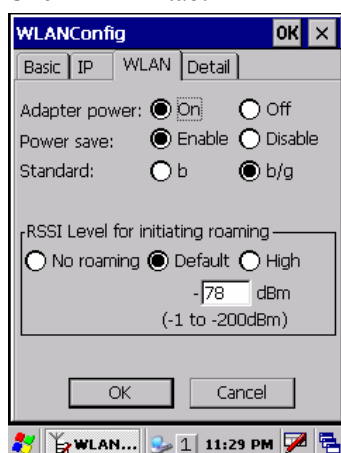 WLANConfig OK ×
Basic IP WLAN Detail
Adapter power: On Off
Power save: Enable Disable
Standard: b b/g
RSSI Level for initiating roaming
No roaming Default High
-78 dBm
(-1 to -200dBm)
OK Cancel
WLAN... 1 11:29 PM